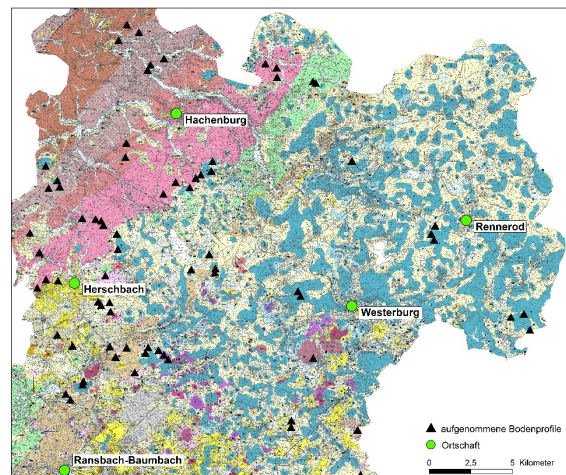 Hachenburg
Rennerod
Herschbach
Westerburg
Ransbach-Baumbach
aufgenommene Bodenprofile
Ortschaft
0 2,5 5 Kilometer